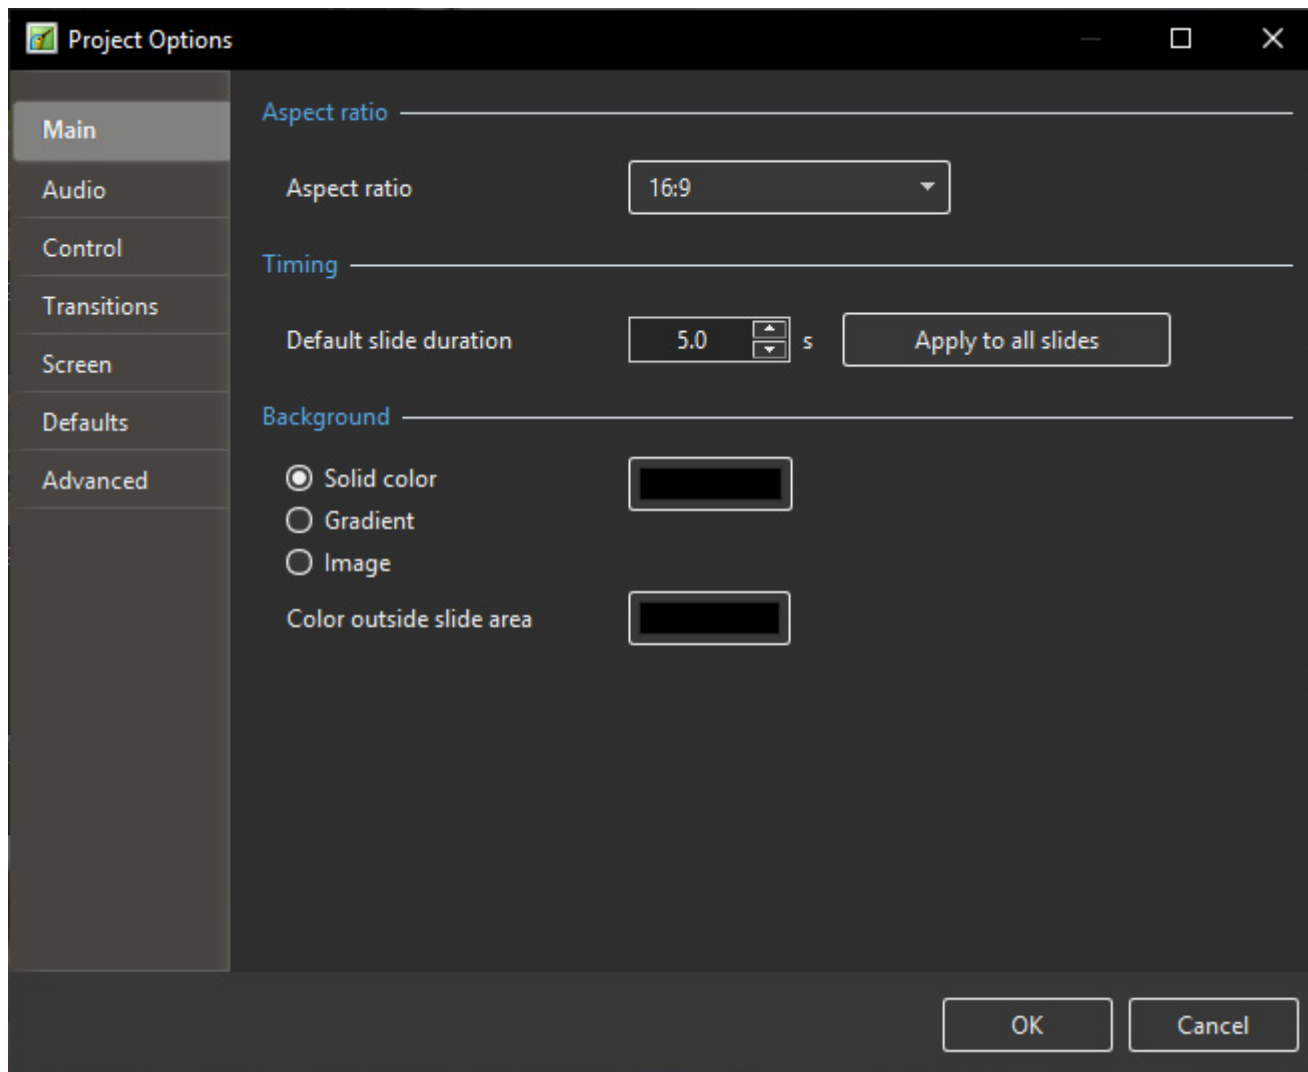 Project Options
Main
Audio
Control
Transitions
Screen
Defaults
Advanced
Aspect ratio
Aspect ratio 16:9
Timing
Default slide duration 5.0 s Apply to all slides
Background
Solid color
Gradient
Image
Color outside slide area
OK Cancel